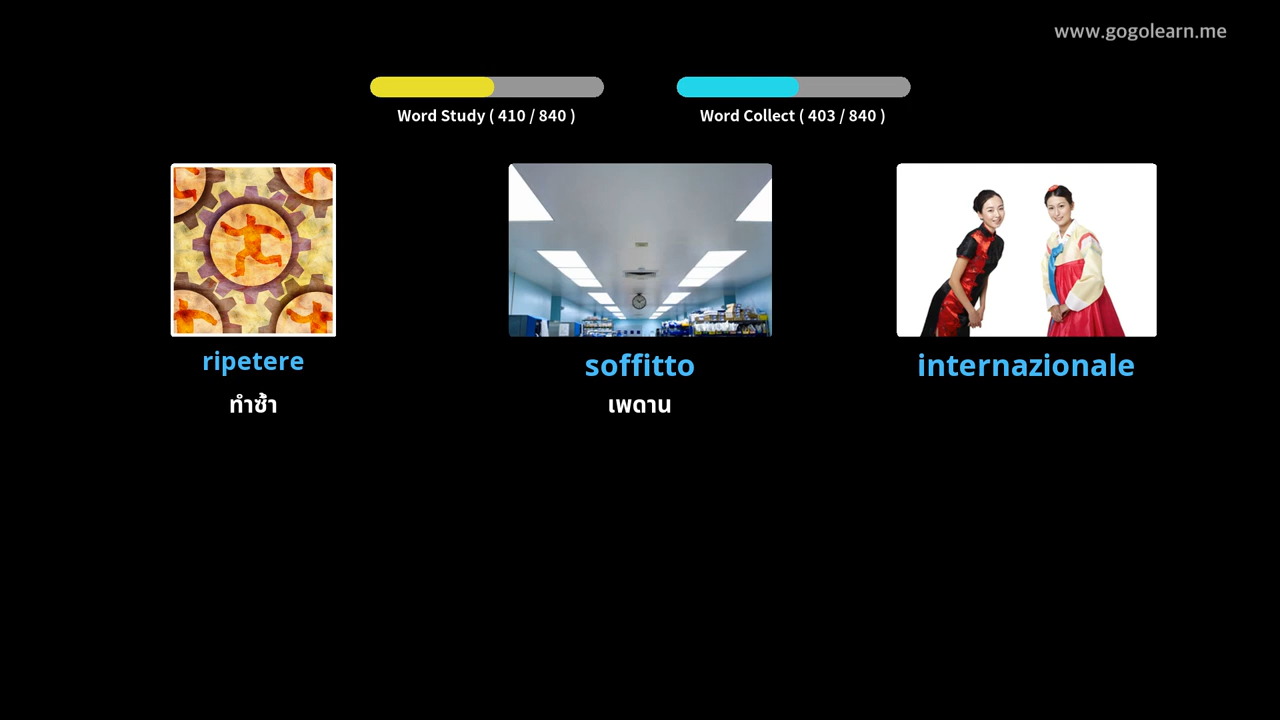 www.gogolearn.me
Word Study ( 410 / 840 )
Word Collect ( 403 / 840 )
ripetere
ทำซ้ำ
soffitto
เพดาน
internazionale